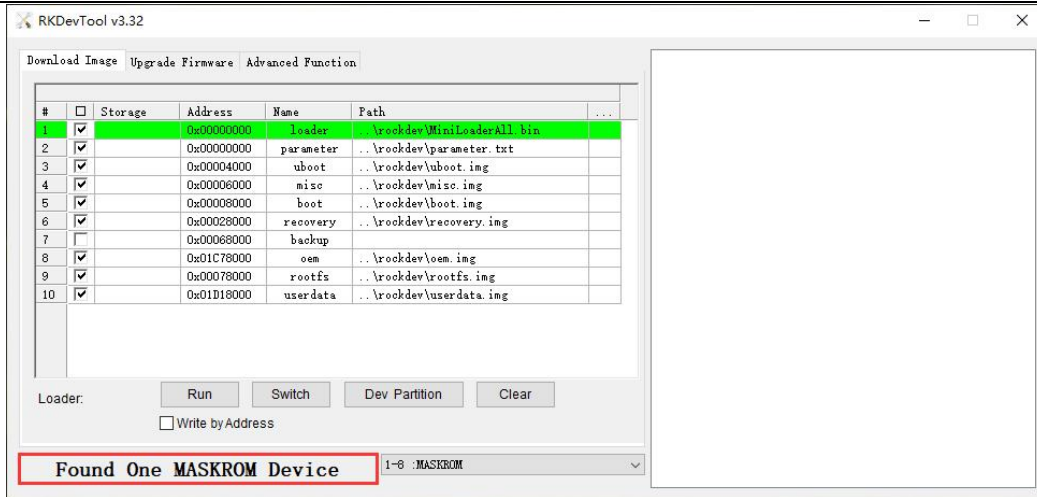 RKDevTool v3.32
Download Image Upgrade Firmware Advanced Function
# Storage Address Name Path ...
1 0x00000000 loader ..\rockdev\MiniLoaderAll.bin
2 0x00000000 parameter ..\rockdev\parameter.txt
3 0x00004000 uboot ..\rockdev\uboot.img
4 0x00006000 misc ..\rockdev\misc.img
5 0x00008000 boot ..\rockdev\boot.img
6 0x00028000 recovery ..\rockdev\recovery.img
7 0x00068000 backup
8 0x01C78000 oem ..\rockdev\oem.img
9 0x00078000 rootfs ..\rockdev\rootfs.img
10 0x01D18000 userdata ..\rockdev\userdata.img
Loader: Run Switch Dev Partition Clear
Write by Address
Found One MASKROM Device 1-6 :MASKROM